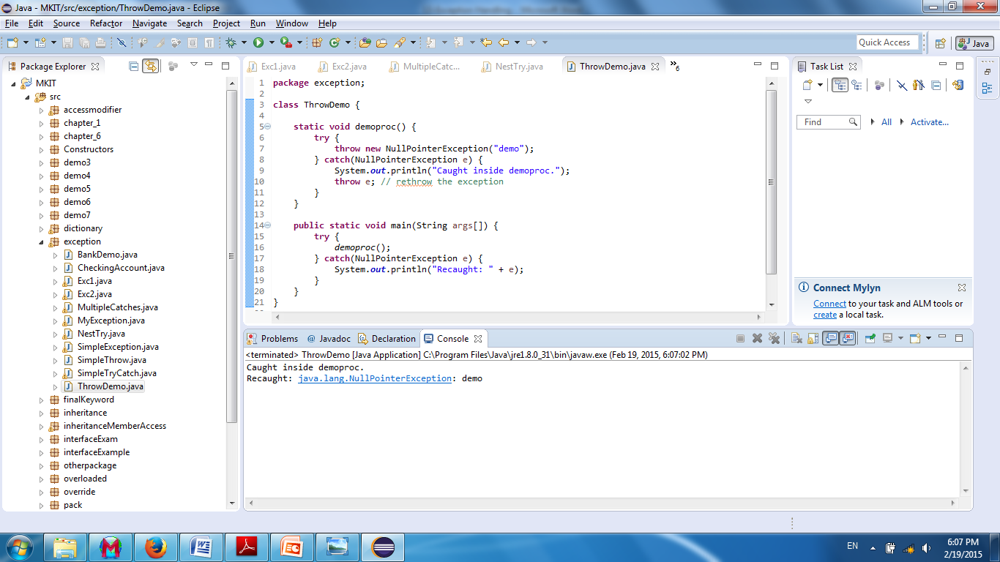 Java - MKIT/src/exception/ThrowDemo.java - Eclipse
File Edit Source Refactor Navigate Search Project Run Window Help
Quick Access
Java
Package Explorer
MKIT
src
accessmodifier
chapter_1
chapter_6
Constructors
demo3
demo4
demo5
demo6
demo7
dictionary
exception
BankDemo.java
CheckingAccount.java
Exc1.java
Exc2.java
MultipleCatches.java
MyException.java
NestTry.java
SimpleException.java
SimpleThrow.java
SimpleTryCatch.java
ThrowDemo.java
finalKeyword
inheritance
inheritanceMemberAccess
interfaceExam
interfaceExample
otherpackage
overloaded
override
pack
Exc1.java Exc2.java MultipleCatc... NestTry.java ThrowDemo.java »6
1 package exception;
2
3 class ThrowDemo {
4
5 static void demoproc() {
6 try {
7 throw new NullPointerException("demo");
8 } catch(NullPointerException e) {
9 System.out.println("Caught inside demoproc.");
10 throw e; // rethrow the exception
11 }
12 }
13
14 public static void main(String args[]) {
15 try {
16 demoproc();
17 } catch(NullPointerException e) {
18 System.out.println("Recaught: " + e);
19 }
20 }
21 }
Task List
Find All Activate...
Connect Mylyn
Connect to your task and ALM tools or
create a local task.
Problems @ Javadoc Declaration Console
<terminated> ThrowDemo [Java Application] C:\Program Files\Java\jre1.8.0_31\bin\javaw.exe (Feb 19, 2015, 6:07:02 PM)
Caught inside demoproc.
Recaught: java.lang.NullPointerException: demo
EN
6:07 PM
2/19/2015